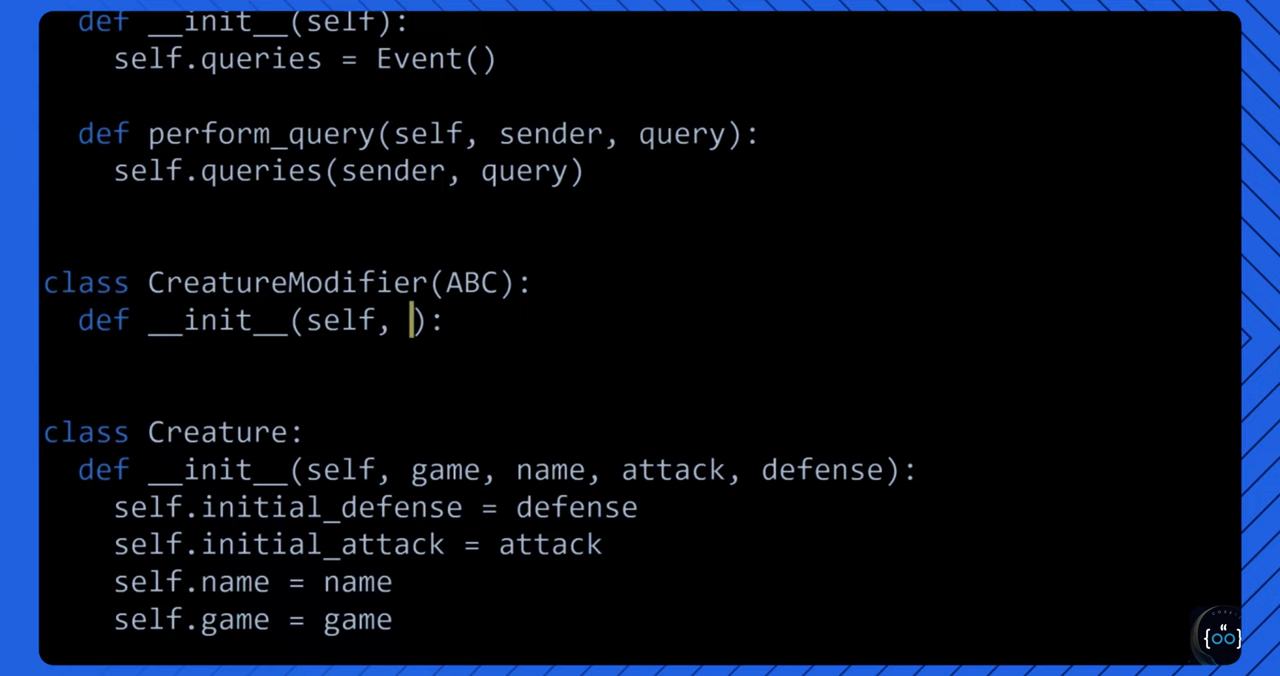 def __init__(self):
self.queries = Event()
def perform_query(self, sender, query):
self.queries(sender, query)
class CreatureModifier(ABC):
def __init__(self, ):
class Creature:
def __init__(self, game, name, attack, defense):
self.initial_defense = defense
self.initial_attack = attack
self.name = name
self.game = game